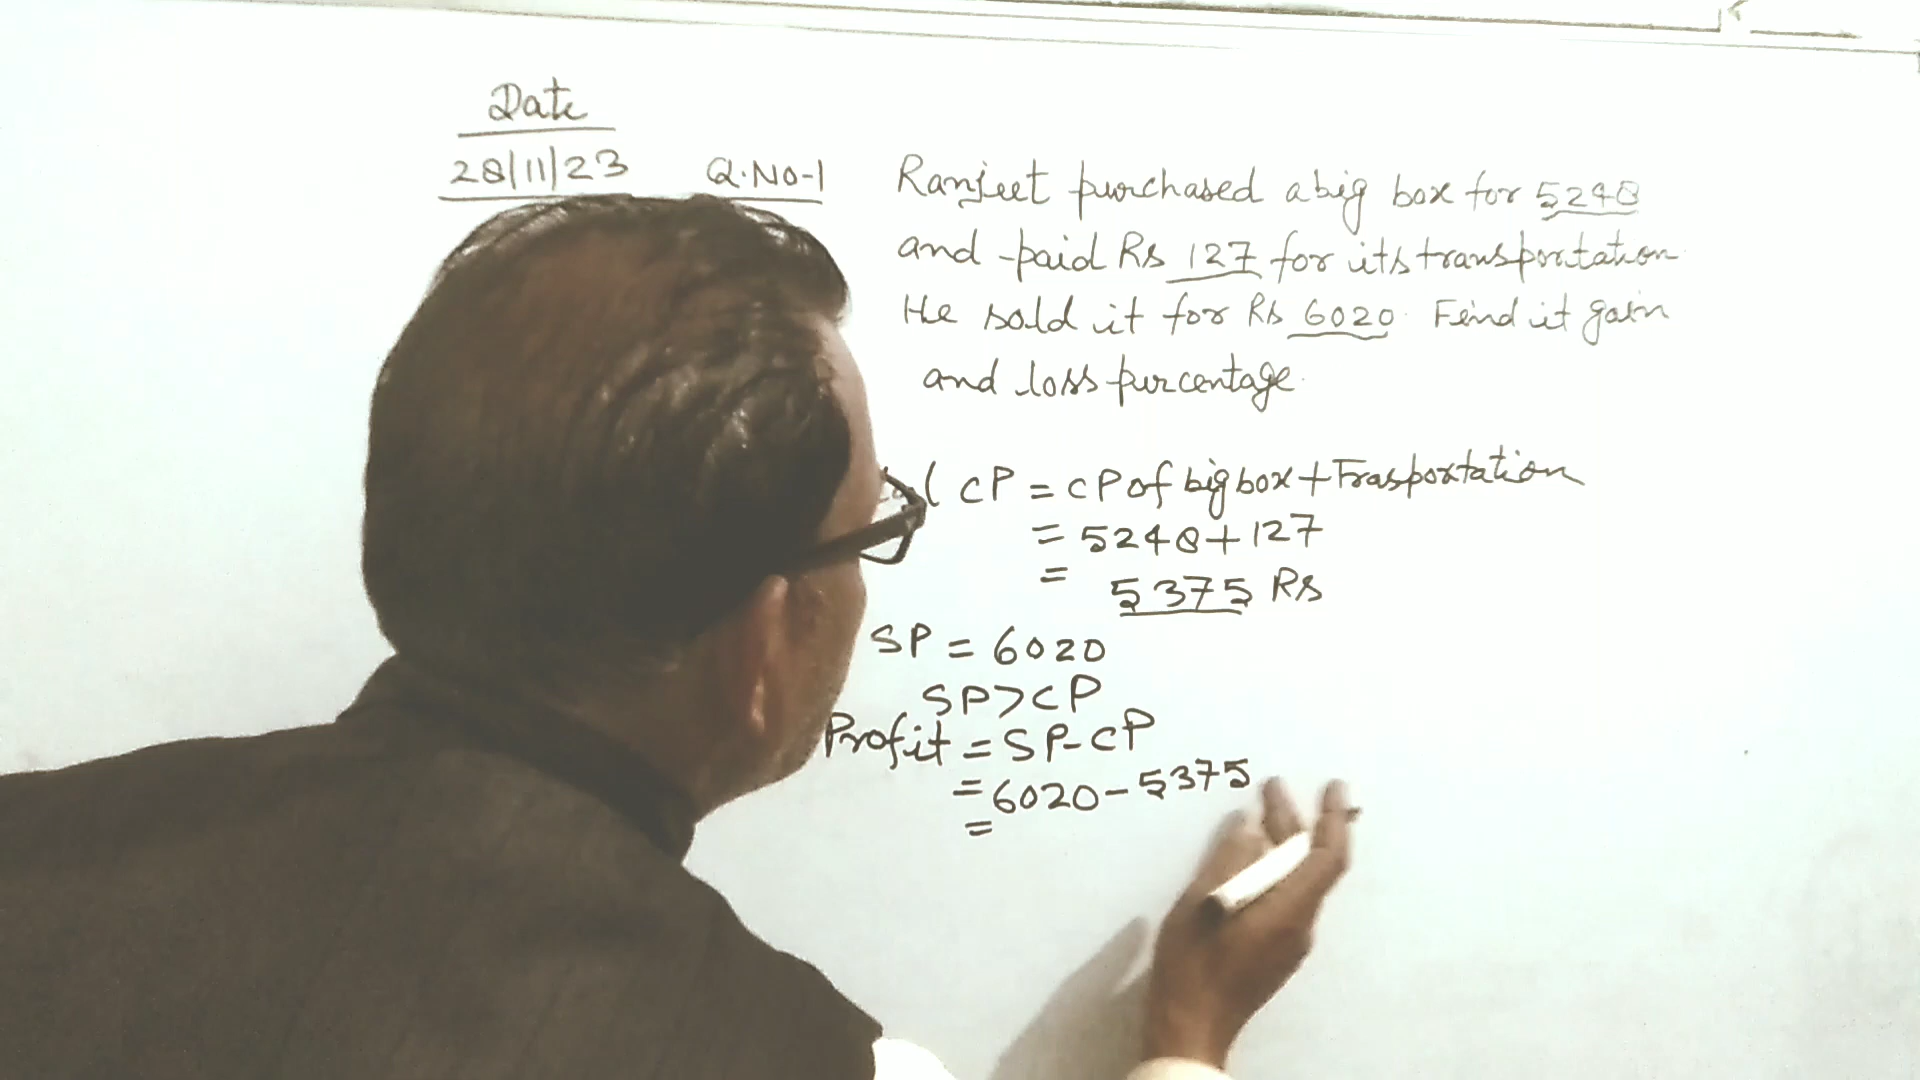 Date
28/11/23 Q.No-1
Ranjeet purchased a big box for 5248
and paid Rs 127 for its transportation
He sold it for Rs 6020. Find it gain
and loss percentage.
CP = CP of big box + Trasportation
= 5248 + 127
= 5375 Rs
SP = 6020
SP > CP
Profit = SP - CP
= 6020 - 5375
=